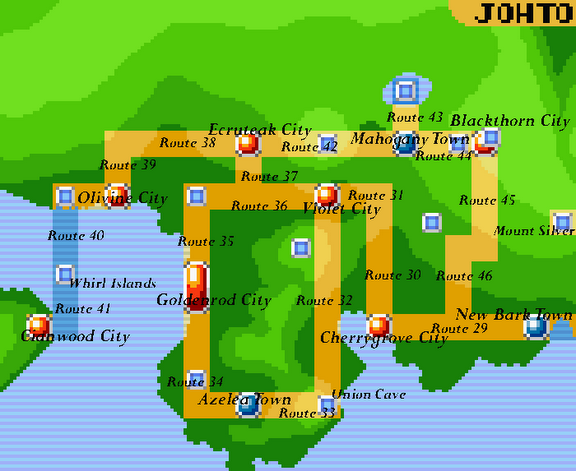 JOHTO
Route 43
Blackthorn City
Ecruteak City
Route 38
Route 42
Mahogany Town
Route 44
Route 39
Route 37
Olivine City
Route 36
Violet City
Route 31
Route 45
Mount Silver
Route 40
Route 35
Whirl Islands
Route 30
Route 46
Goldenrod City
Route 32
Route 41
New Bark Town
Cianwood City
Cherrygrove City
Route 29
Route 34
Azelea Town
Union Cave
Route 33